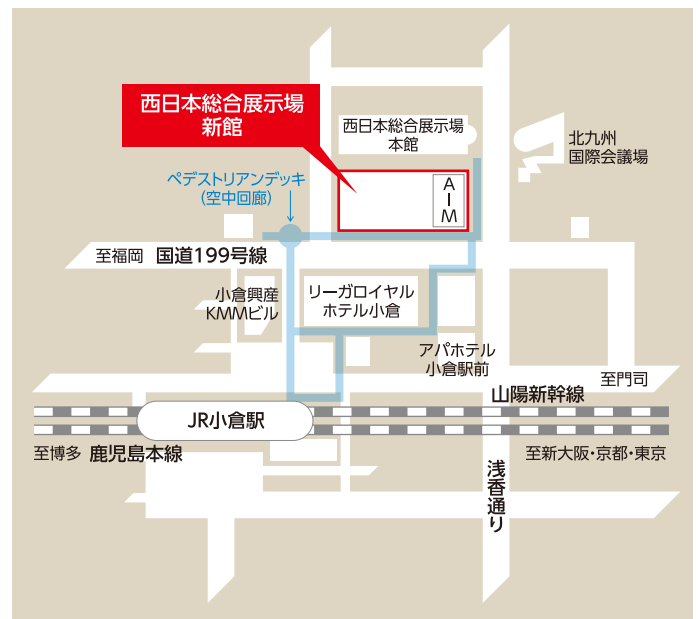 西日本総合展示場
新館
西日本総合展示場
本館
北九州
国際会議場
ペデストリアンデッキ
(空中回廊)
AIM
至福岡 国道199号線
小倉興産
KMMビル
リーガロイヤル
ホテル小倉
アパホテル
小倉駅前
至門司
山陽新幹線
JR小倉駅
至博多 鹿児島本線
至新大阪・京都・東京
浅香通り